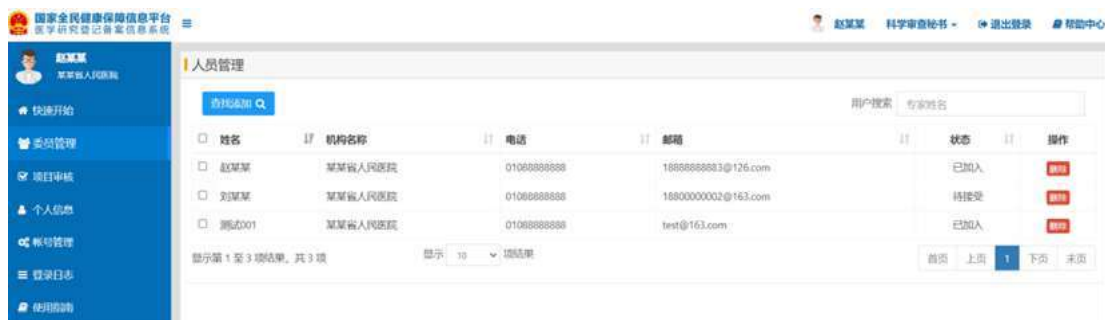 国家全民健康保障信息平台
医学研究登记备案信息系统
赵某某 科学审查秘书 退出登录 帮助中心
赵某某
某某省人民医院
快速开始
委员管理
项目审核
个人信息
帐号管理
登录日志
使用指南
人员管理
查找添加
用户搜索 专家姓名
姓名 机构名称 电话 邮箱 状态 操作
赵某某 某某省人民医院 01068888888 18888888883@126.com 已加入 删除
刘某某 某某省人民医院 01068888888 18800000002@163.com 待接受 删除
测试001 某某省人民医院 01068888888 test@163.com 已加入 删除
显示第 1 至 3 项结果，共 3 项 显示 10 项结果 首页 上页 1 下页 末页